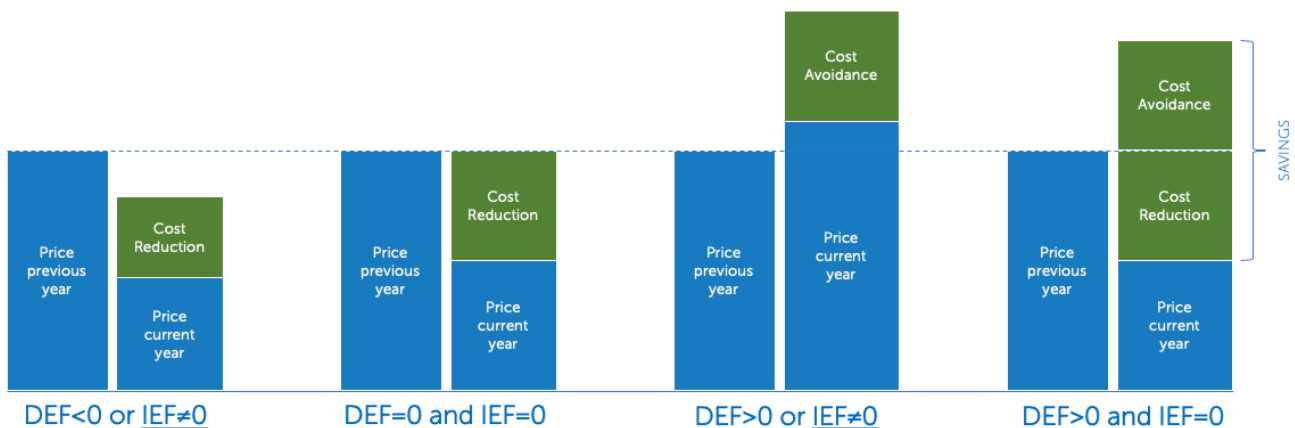 Cost
Avoidance
Cost
Avoidance
SAVINGS
Cost
Reduction
Cost
Reduction
Cost
Reduction
Price
previous
year
Price
current
year
Price
previous
year
Price
current
year
Price
previous
year
Price
current
year
Price
previous
year
Price
current
year
DEF<0 or IEF≠0
DEF=0 and IEF=0
DEF>0 or IEF≠0
DEF>0 and IEF=0